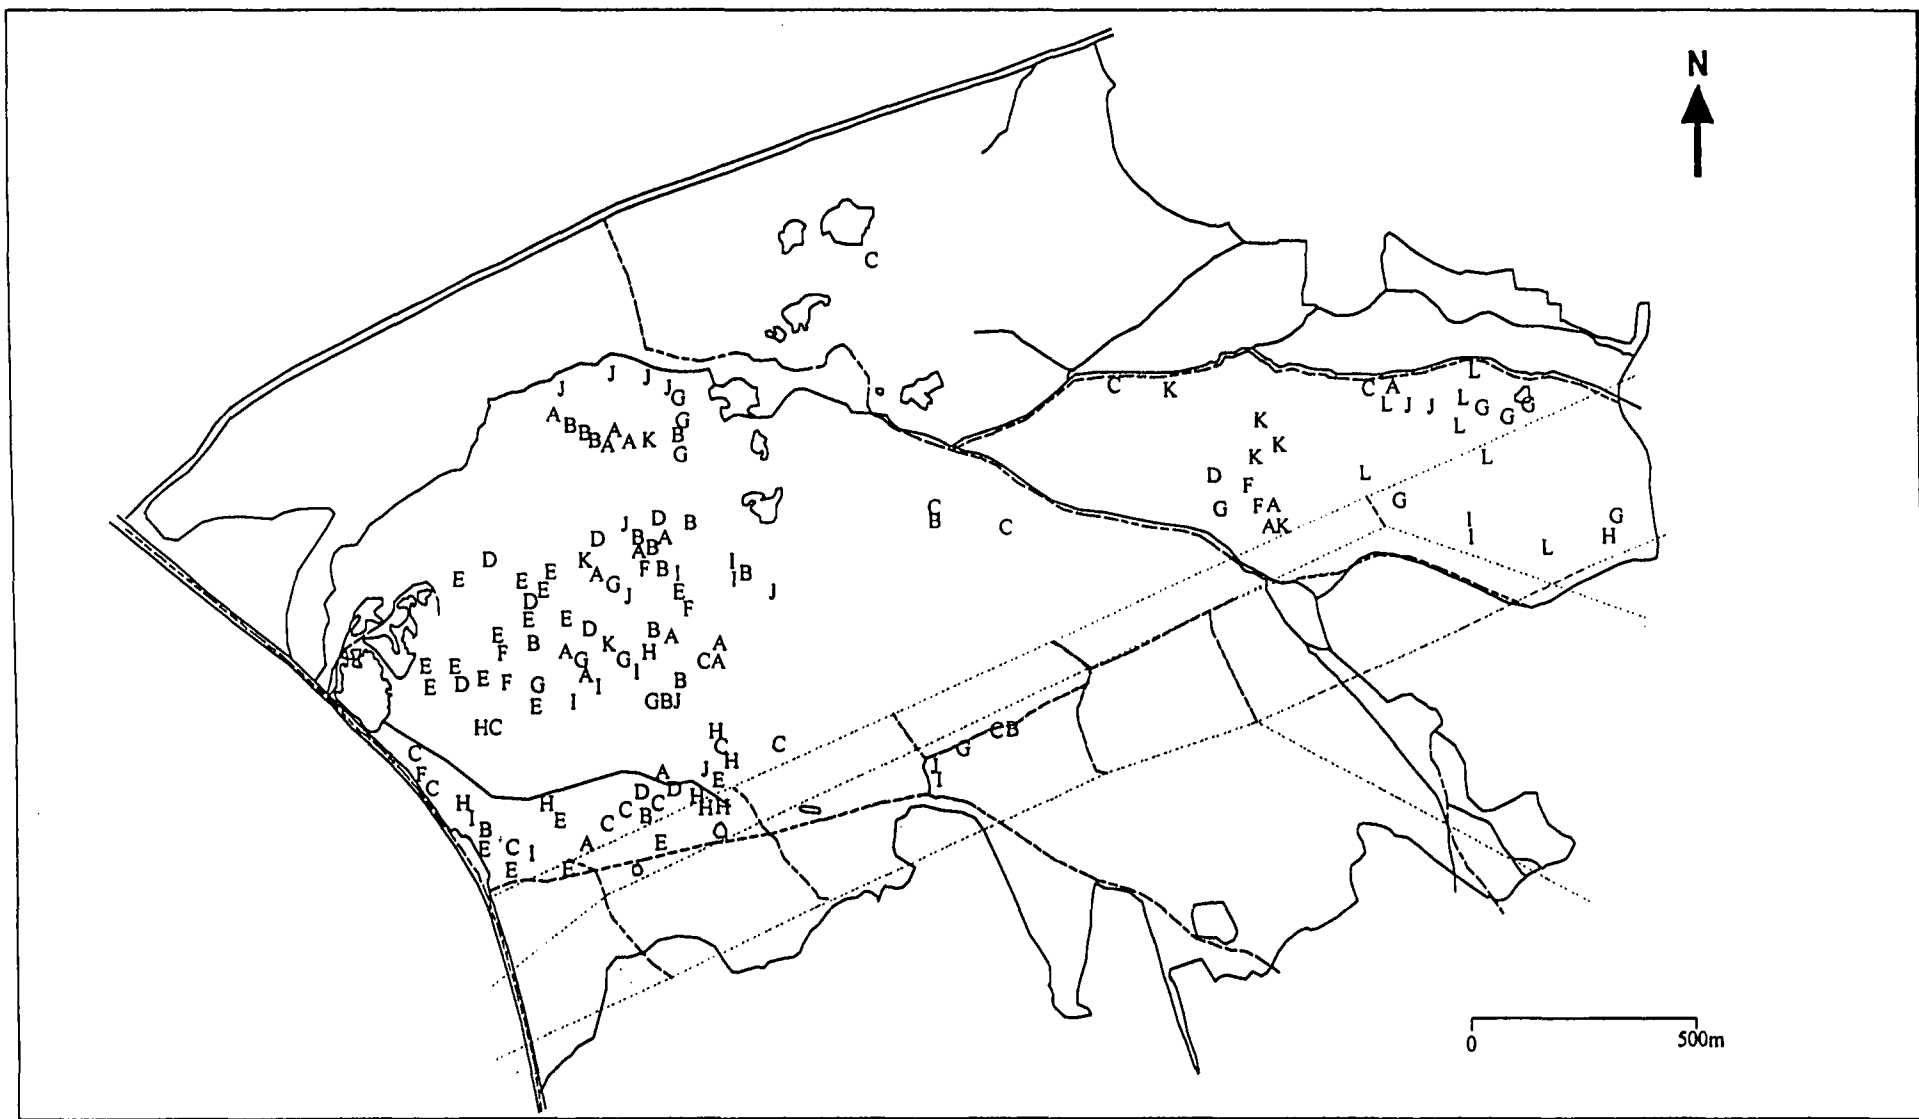 N
C
C K C A L
J J J J G L J J L G G G
A B B B A A A K G B G K L
K K L
D F L G
G F A
A K I G
I L H
C
B C
J D B
D B A
A B
D K F B I I B
E E E A G E I J
E J F
D
E E D B A
E B K H A
F A G G C A
E E A I
E D E F G I B
E I G B J
H C
H C C B
C H G
F J I
C A E I
H H E D D H H H
I C C C B
B E
E C I A E
E E
0 500m